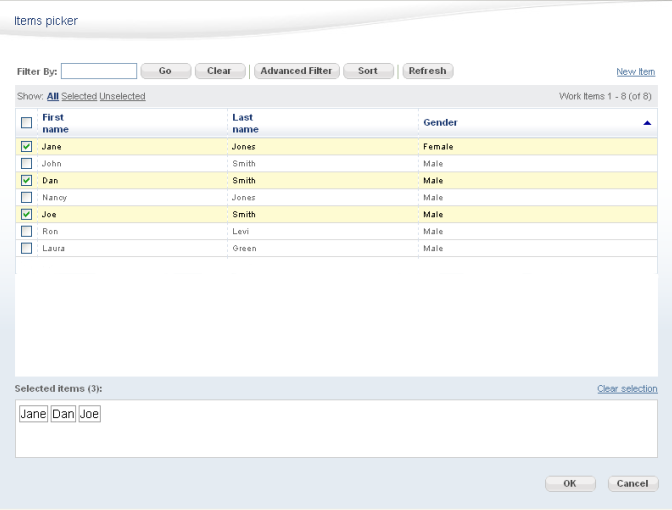 Items picker
Filter By: Go Clear Advanced Filter Sort Refresh New Item
Show: All Selected Unselected Work Items 1 - 8 (of 8)
First name Last name Gender
Jane Jones Female
John Smith Male
Dan Smith Male
Nancy Jones Male
Joe Smith Male
Ron Levi Male
Laura Green Male
Selected items (3): Clear selection
Jane Dan Joe
OK Cancel